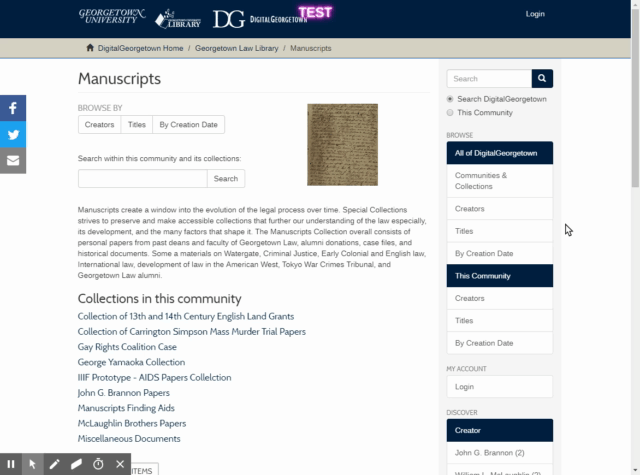 GEORGETOWN UNIVERSITY
LIBRARY
DG DIGITALGEORGETOWN TEST
Login
DigitalGeorgetown Home / Georgetown Law Library / Manuscripts
Manuscripts
BROWSE BY
Creators Titles By Creation Date
Search within this community and its collections:
Search
Manuscripts create a window into the evolution of the legal process over time. Special Collections
strives to preserve and make accessible collections that further our understanding of the law especially,
its development, and the many factors that shape it. The Manuscripts Collection overall consists of
personal papers from past deans and faculty of Georgetown Law, alumni donations, case files, and
historical documents. Some a materials on Watergate, Criminal Justice, Early Colonial and English law,
International law, development of law in the American West, Tokyo War Crimes Tribunal, and
Georgetown Law alumni.
Collections in this community
Collection of 13th and 14th Century English Land Grants
Collection of Carrington Simpson Mass Murder Trial Papers
Gay Rights Coalition Case
George Yamaoka Collection
IIIF Prototype - AIDS Papers Collelction
John G. Brannon Papers
Manuscripts Finding Aids
McLaughlin Brothers Papers
Miscellaneous Documents
ITEMS
Search
Search DigitalGeorgetown
This Community
BROWSE
All of DigitalGeorgetown
Communities &
Collections
Creators
Titles
By Creation Date
This Community
Creators
Titles
By Creation Date
MY ACCOUNT
Login
DISCOVER
Creator
John G. Brannon (2)
William L. McLaughlin (2)